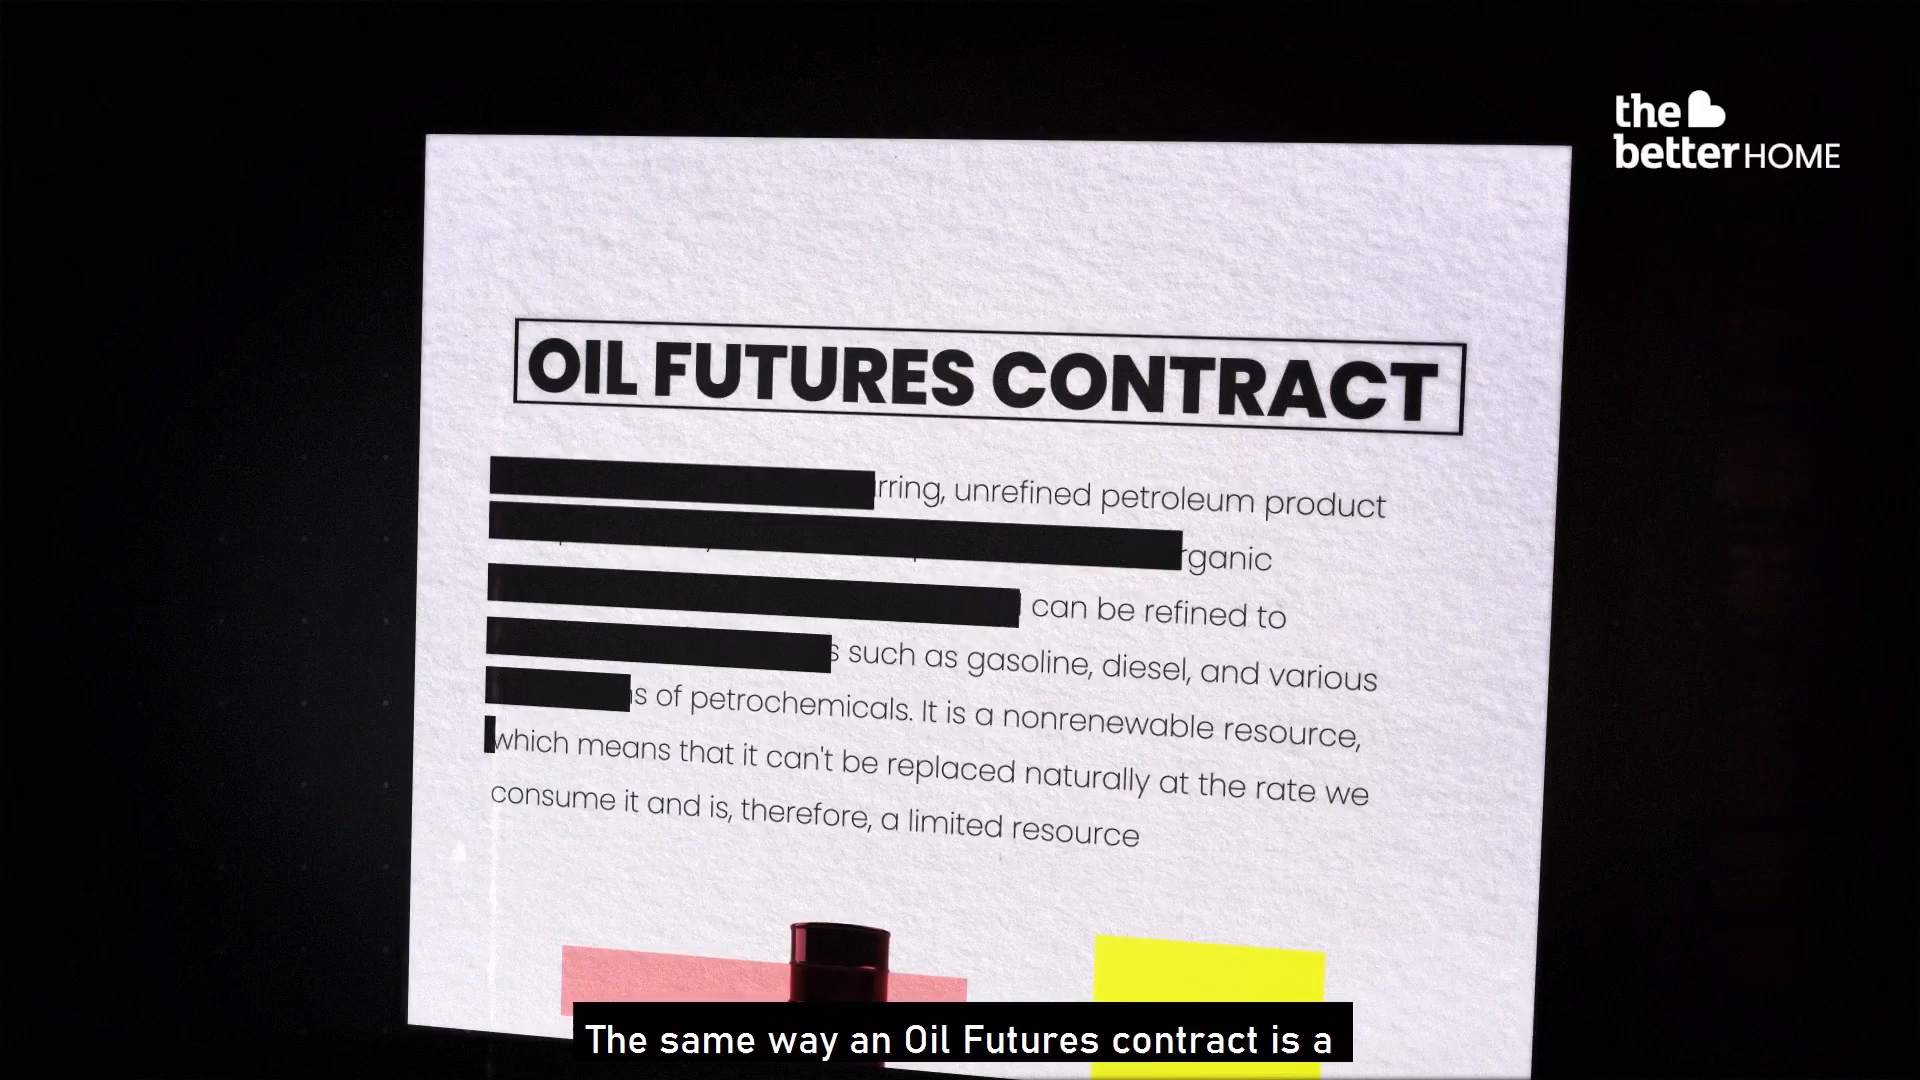 the
better HOME
OIL FUTURES CONTRACT
rring, unrefined petroleum product
rganic
can be refined to
s such as gasoline, diesel, and various
s of petrochemicals. It is a nonrenewable resource,
which means that it can't be replaced naturally at the rate we
consume it and is, therefore, a limited resource
The same way an Oil Futures contract is a